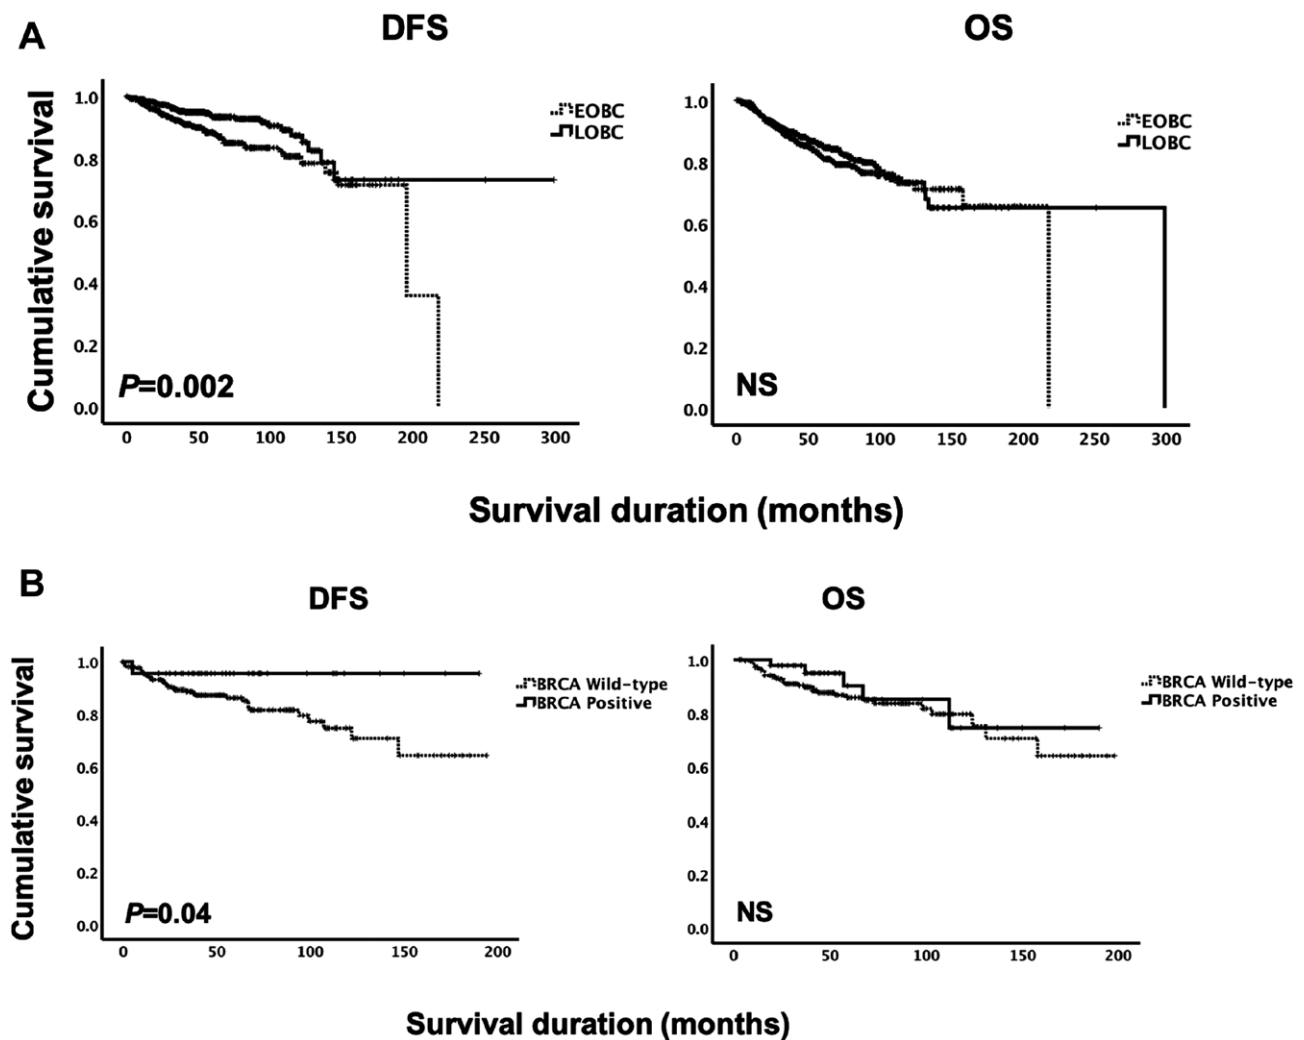 A
DFS
OS
Cumulative survival
1.0
0.8
0.6
0.4
0.2
0.0
EOBC
LOBC
P=0.002
0 50 100 150 200 250 300
1.0
0.8
0.6
0.4
0.2
0.0
EOBC
LOBC
NS
0 50 100 150 200 250 300
Survival duration (months)
B
DFS
OS
Cumulative survival
1.0
0.8
0.6
0.4
0.2
0.0
BRCA Wild-type
BRCA Positive
P=0.04
0 50 100 150 200
1.0
0.8
0.6
0.4
0.2
0.0
BRCA Wild-type
BRCA Positive
NS
0 50 100 150 200
Survival duration (months)